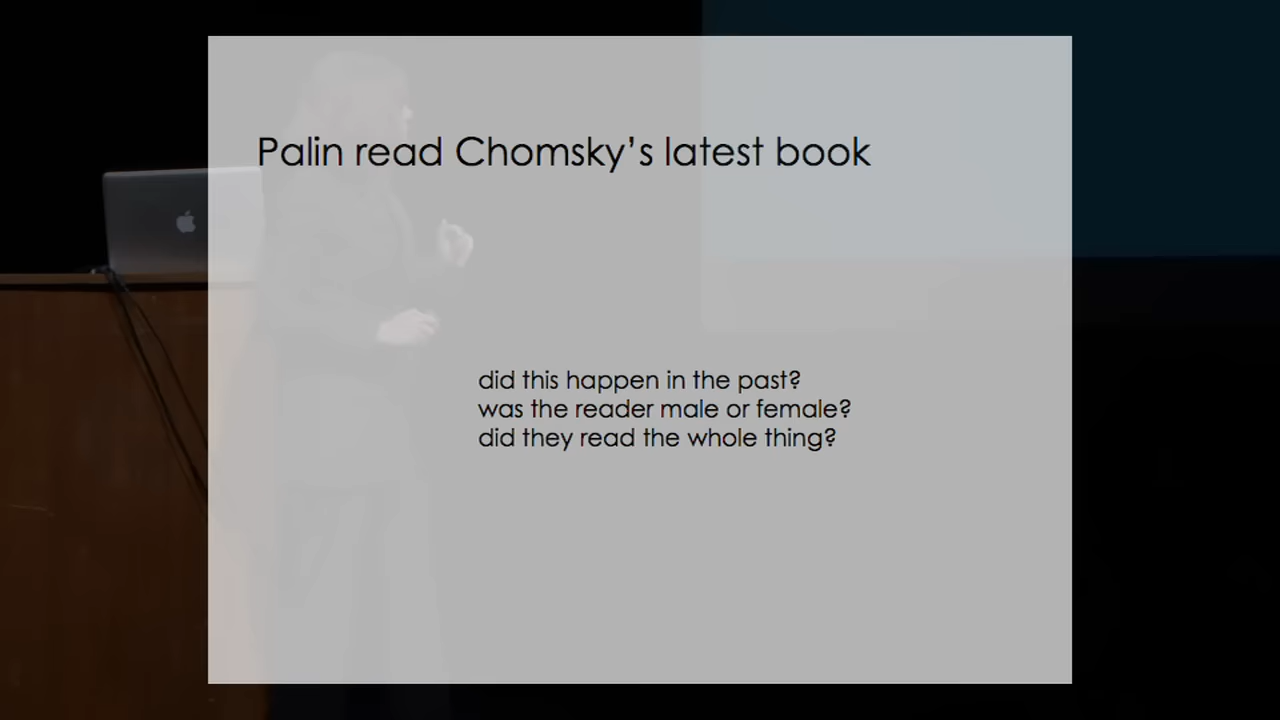 Palin read Chomsky’s latest book
did this happen in the past?
was the reader male or female?
did they read the whole thing?